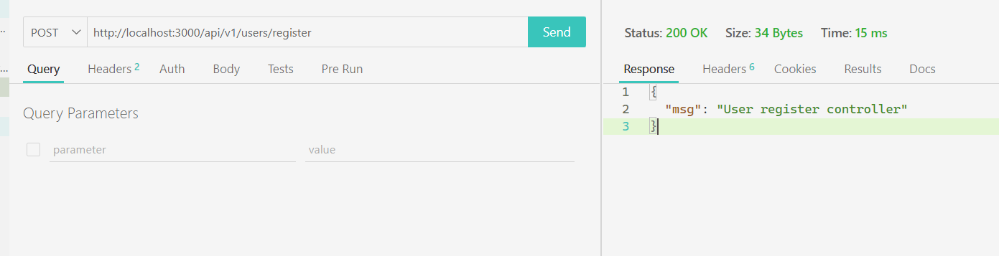 POST http://localhost:3000/api/v1/users/register Send
Query Headers 2 Auth Body Tests Pre Run
Query Parameters
parameter value
Status: 200 OK Size: 34 Bytes Time: 15 ms
Response Headers 6 Cookies Results Docs
1 {
2 "msg": "User register controller"
3 }